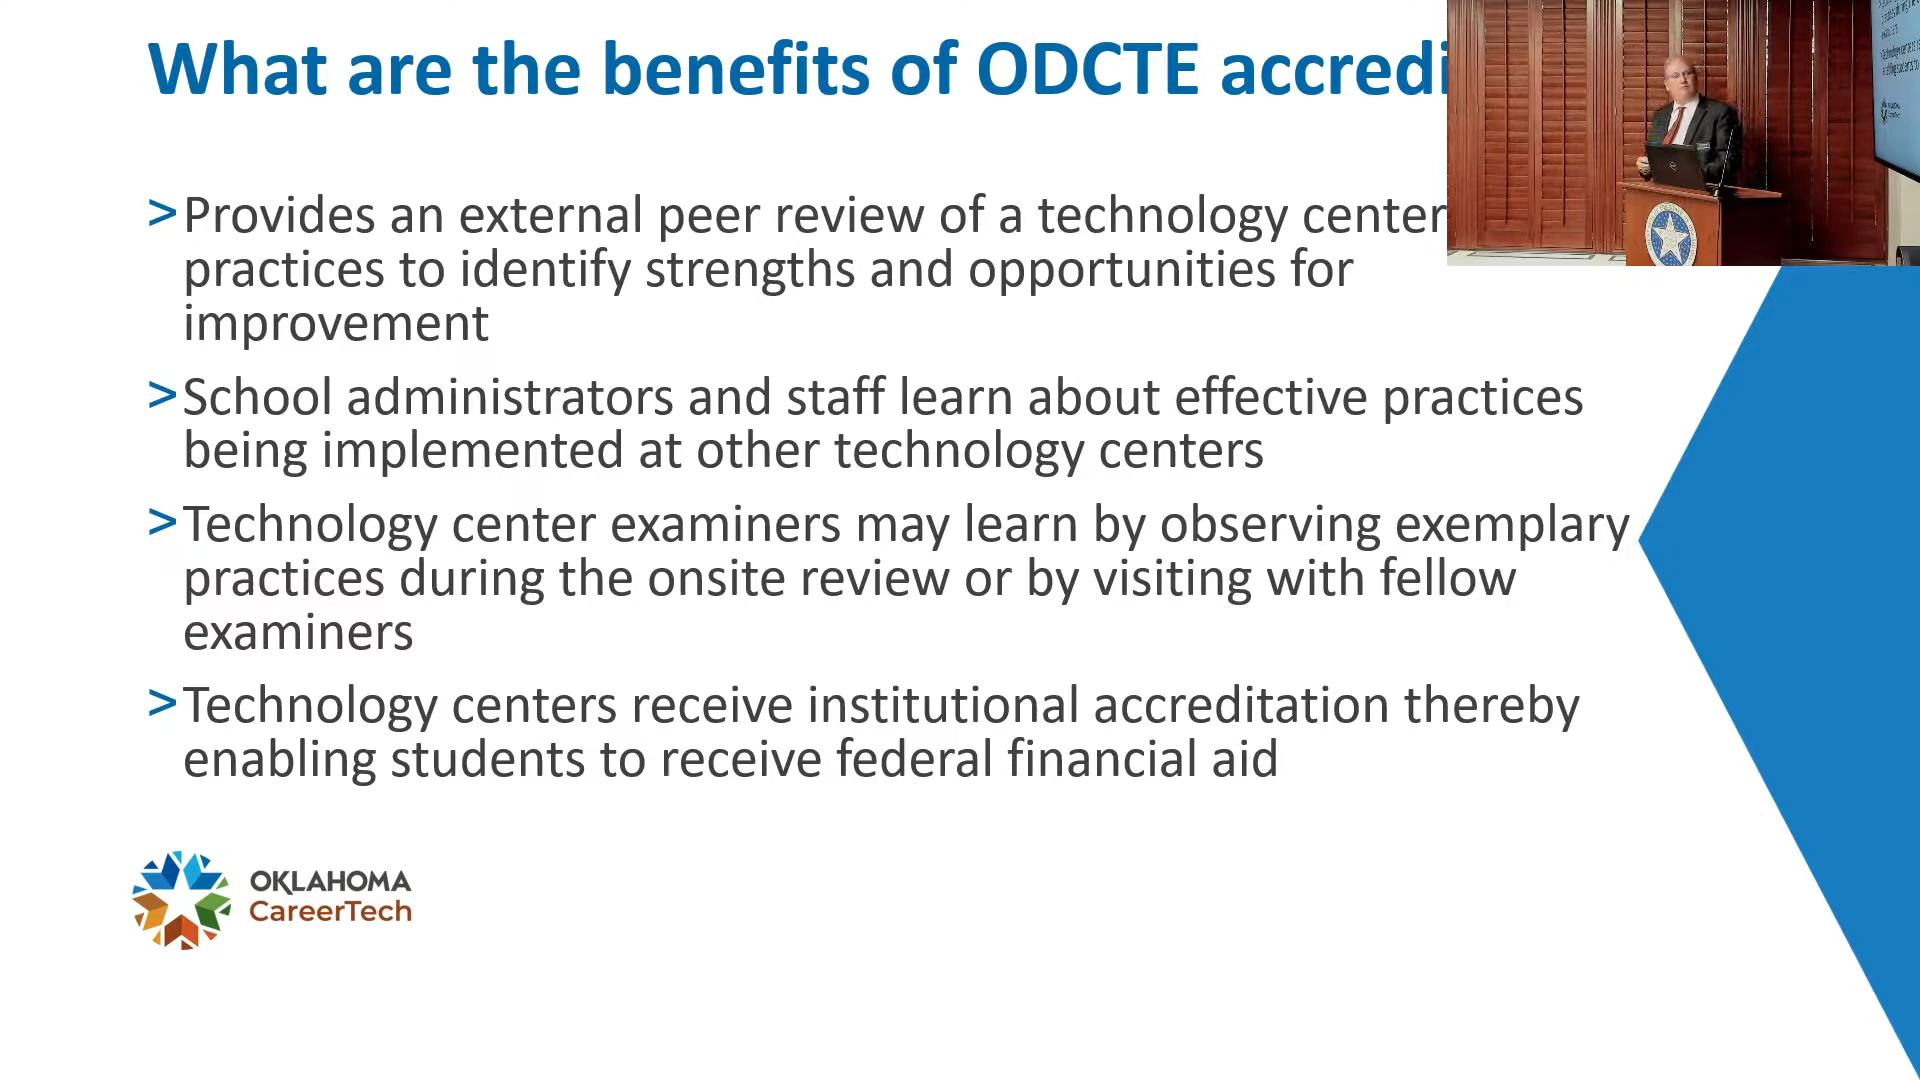 What are the benefits of ODCTE accredi
> Provides an external peer review of a technology center
practices to identify strengths and opportunities for
improvement
> School administrators and staff learn about effective practices
being implemented at other technology centers
> Technology center examiners may learn by observing exemplary
practices during the onsite review or by visiting with fellow
examiners
> Technology centers receive institutional accreditation thereby
enabling students to receive federal financial aid
OKLAHOMA
CareerTech